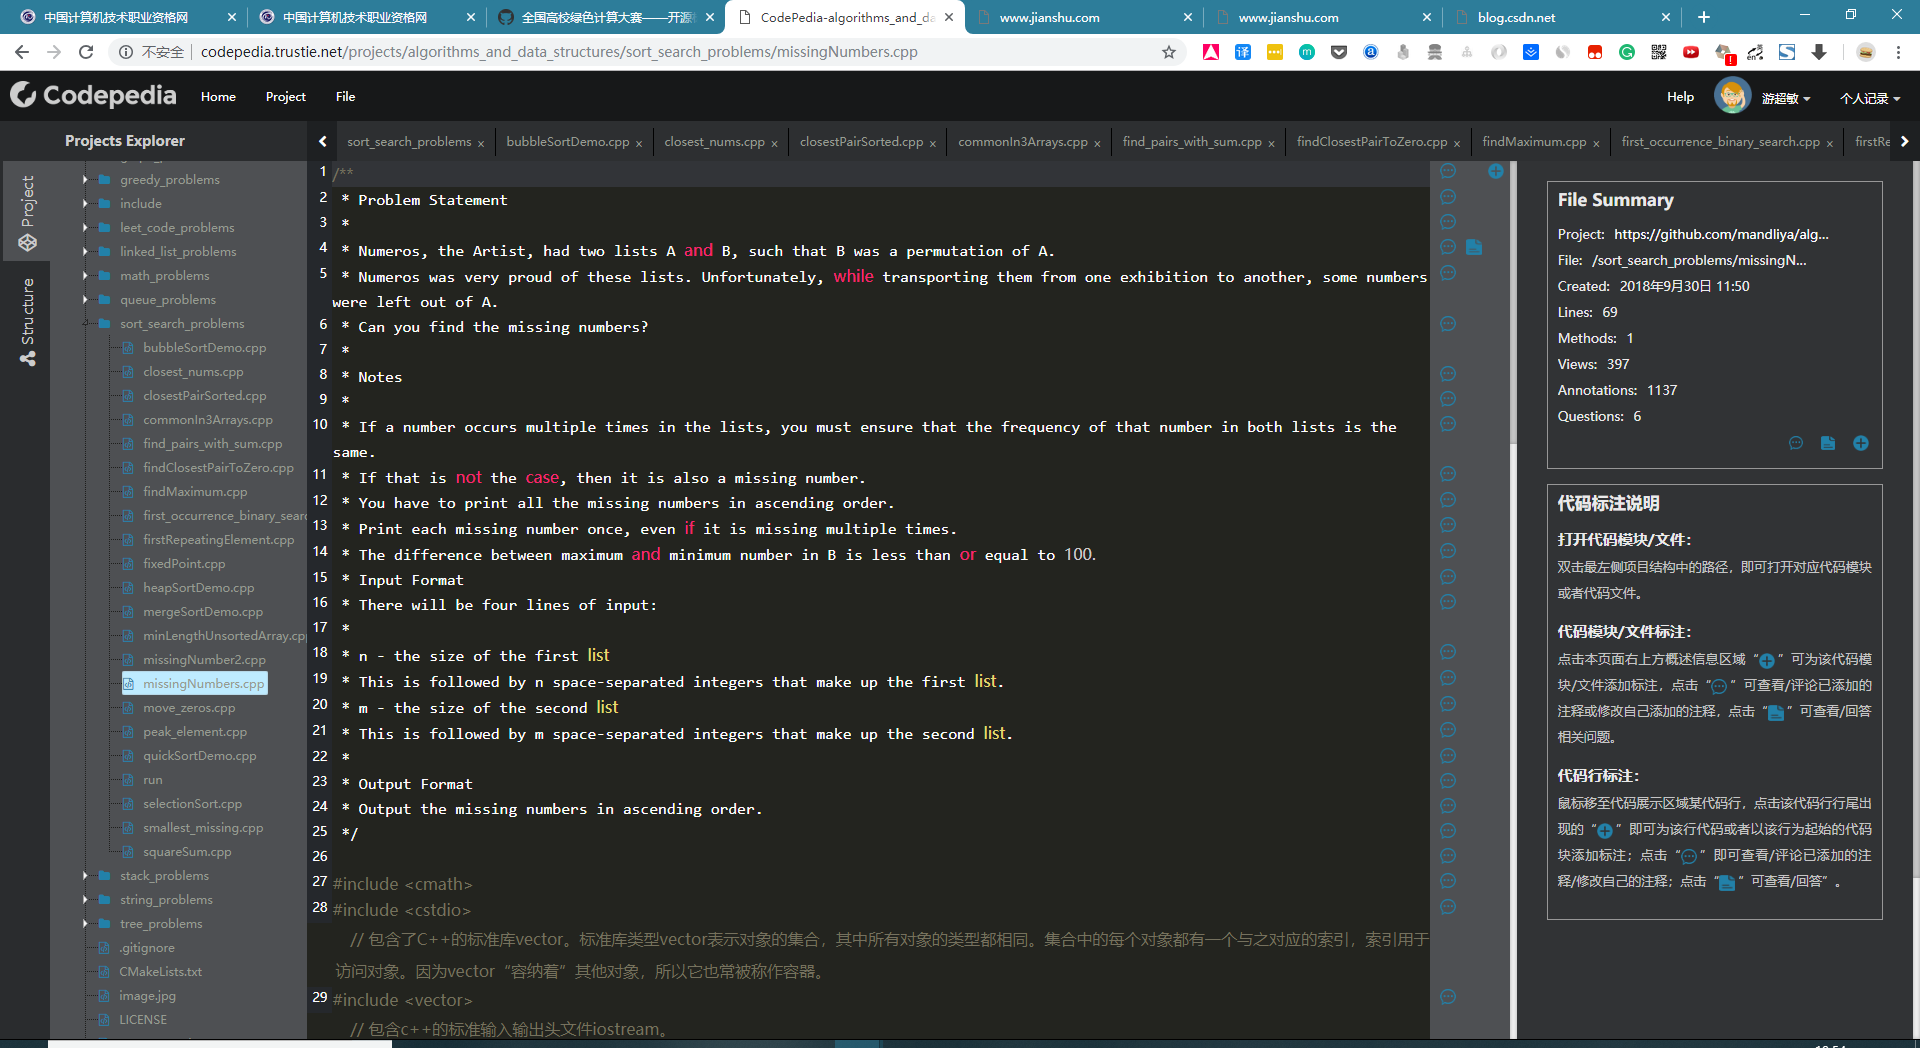 中国计算机技术职业资格网
中国计算机技术职业资格网
全国高校绿色计算大赛——开源
CodePedia-algorithms_and_da
www.jianshu.com
www.jianshu.com
blog.csdn.net
不安全
codepedia.trustie.net/projects/algorithms_and_data_structures/sort_search_problems/missingNumbers.cpp
Codepedia
Home
Project
File
Help
游超敏
个人记录
Projects Explorer
sort_search_problems ×
bubbleSortDemo.cpp ×
closest_nums.cpp ×
closestPairSorted.cpp ×
commonIn3Arrays.cpp ×
find_pairs_with_sum.cpp ×
findClosestPairToZero.cpp ×
findMaximum.cpp ×
first_occurrence_binary_search.cpp ×
firstRe
Project
Structure
greedy_problems
include
leet_code_problems
linked_list_problems
math_problems
queue_problems
sort_search_problems
bubbleSortDemo.cpp
closest_nums.cpp
closestPairSorted.cpp
commonIn3Arrays.cpp
find_pairs_with_sum.cpp
findClosestPairToZero.cpp
findMaximum.cpp
first_occurrence_binary_searc
firstRepeatingElement.cpp
fixedPoint.cpp
heapSortDemo.cpp
mergeSortDemo.cpp
minLengthUnsortedArray.cpp
missingNumber2.cpp
missingNumbers.cpp
move_zeros.cpp
peak_element.cpp
quickSortDemo.cpp
run
selectionSort.cpp
smallest_missing.cpp
squareSum.cpp
stack_problems
string_problems
tree_problems
.gitignore
CMakeLists.txt
image.jpg
LICENSE
1 /**
2 * Problem Statement
3 *
4 * Numeros, the Artist, had two lists A and B, such that B was a permutation of A.
5 * Numeros was very proud of these lists. Unfortunately, while transporting them from one exhibition to another, some numbers
were left out of A.
6 * Can you find the missing numbers?
7 *
8 * Notes
9 *
10 * If a number occurs multiple times in the lists, you must ensure that the frequency of that number in both lists is the
same.
11 * If that is not the case, then it is also a missing number.
12 * You have to print all the missing numbers in ascending order.
13 * Print each missing number once, even if it is missing multiple times.
14 * The difference between maximum and minimum number in B is less than or equal to 100.
15 * Input Format
16 * There will be four lines of input:
17 *
18 * n - the size of the first list
19 * This is followed by n space-separated integers that make up the first list.
20 * m - the size of the second list
21 * This is followed by m space-separated integers that make up the second list.
22 *
23 * Output Format
24 * Output the missing numbers in ascending order.
25 */
26
27 #include <cmath>
28 #include <cstdio>
// 包含了C++的标准库vector。标准库类型vector表示对象的集合，其中所有对象的类型都相同。集合中的每个对象都有一个与之对应的索引，索引用于
访问对象。因为vector“容纳着”其他对象，所以它也常被称作容器。
29 #include <vector>
// 包含c++的标准输入输出头文件iostream。
File Summary
Project: https://github.com/mandliya/alg...
File: /sort_search_problems/missingN...
Created: 2018年9月30日 11:50
Lines: 69
Methods: 1
Views: 397
Annotations: 1137
Questions: 6
代码标注说明
打开代码模块/文件：
双击最左侧项目结构中的路径，即可打开对应代码模块
或者代码文件。
代码模块/文件标注：
点击本页面右上方概述信息区域“ ”可为该代码模
块/文件添加标注，点击“ ”可查看/评论已添加的
注释或修改自己添加的注释，点击“ ”可查看/回答
相关问题。
代码行标注：
鼠标移至代码展示区域某代码行，点击该代码行行尾出
现的“ ”即可为该行代码或者以该行为起始的代码
块添加标注；点击“ ”即可查看/评论已添加的注
释/修改自己的注释；点击“ ”可查看/回答”。